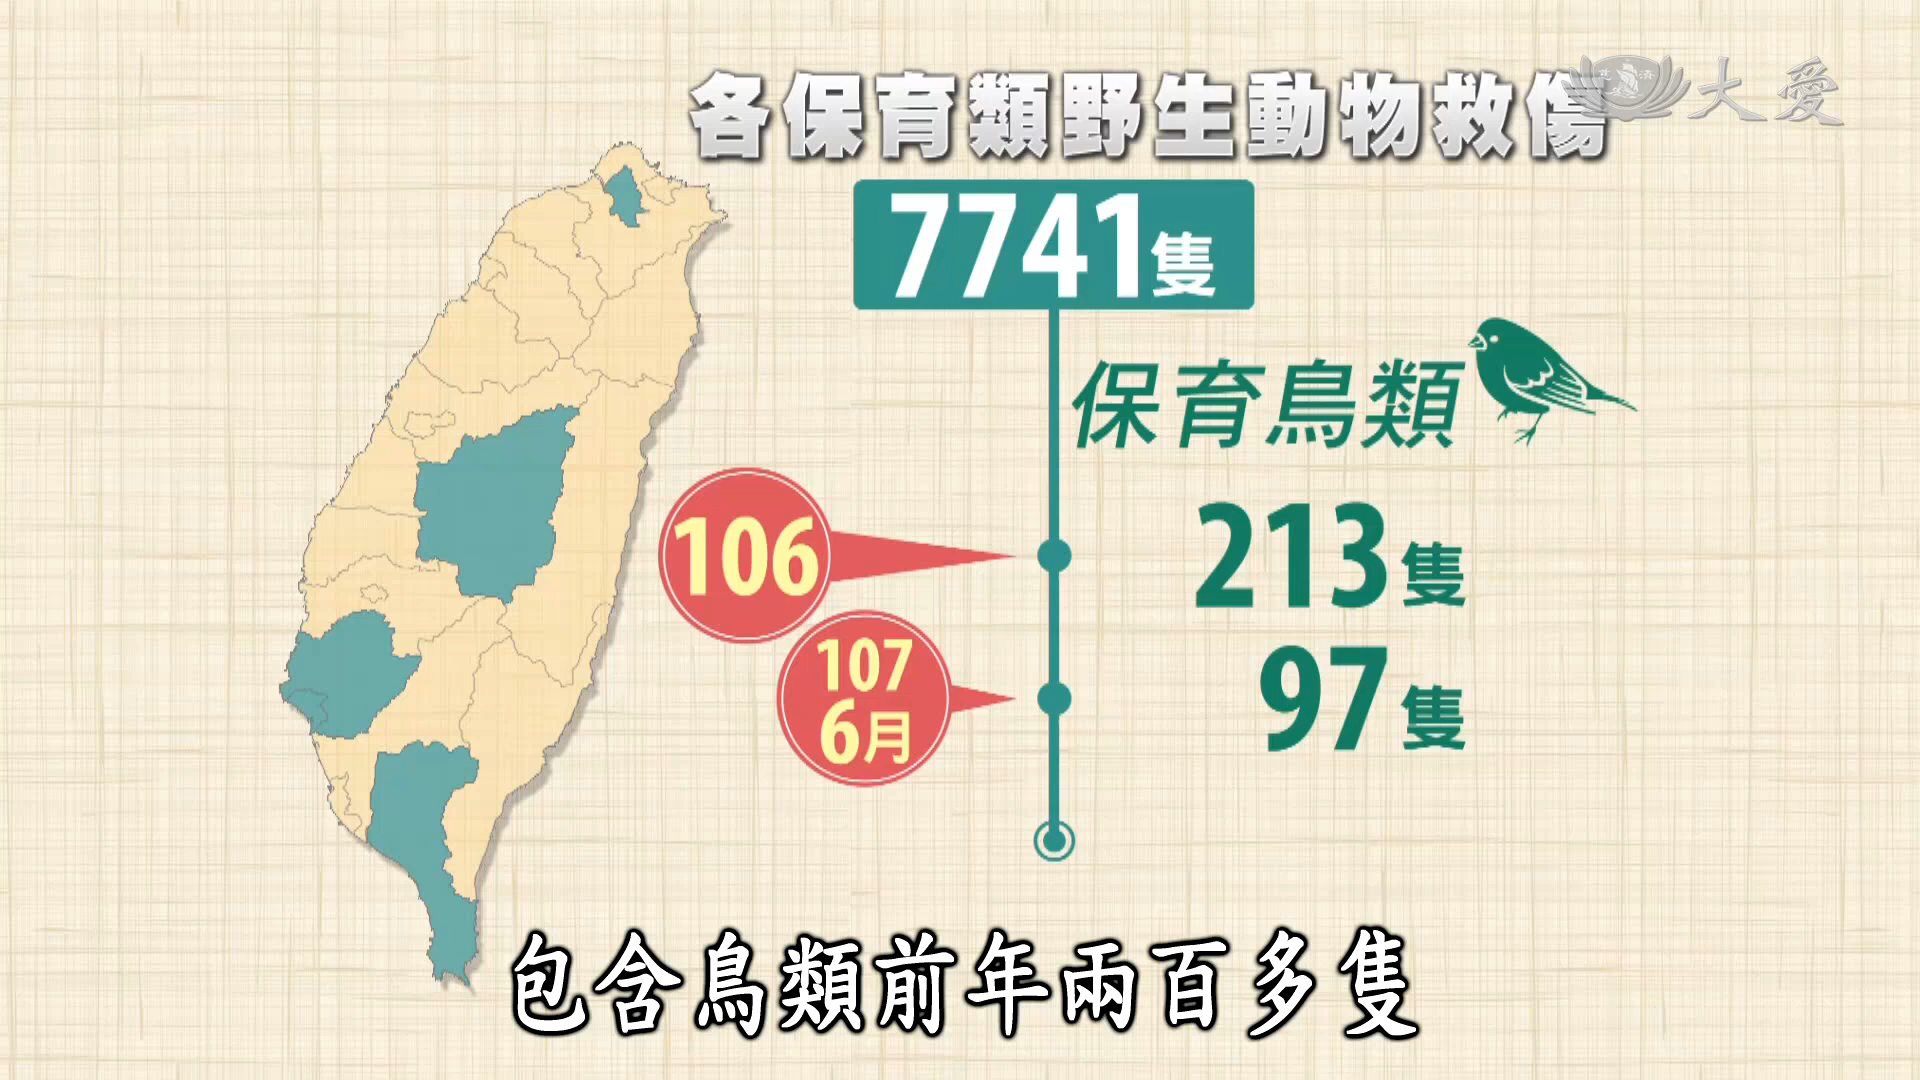 各保育類野生動物救傷
慈濟 大愛
7741隻
保育鳥類
106
213隻
107
6月
97隻
包含鳥類前年兩百多隻